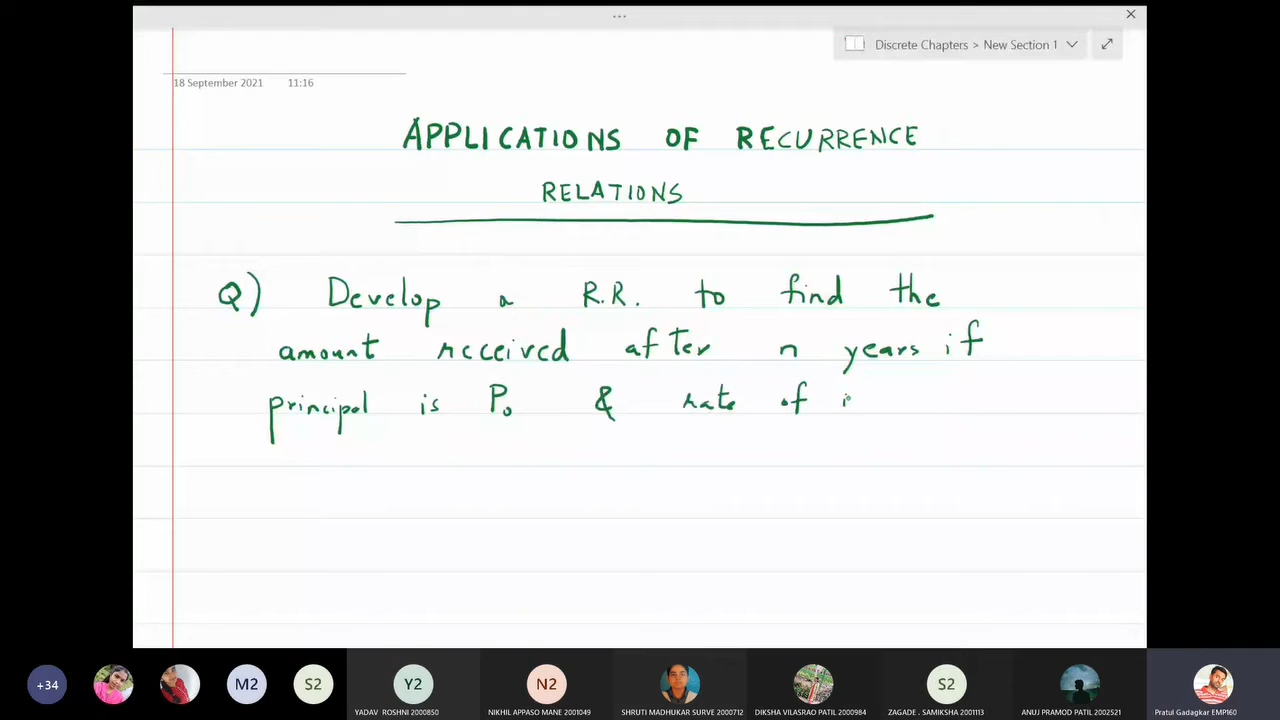 ...
Discrete Chapters > New Section 1
18 September 2021 11:16
APPLICATIONS OF RECURRENCE
RELATIONS
Q) Develop a R.R. to find the
amount received after n years if
principal is P₀ & rate of i
+34
M2
S2
Y2
N2
S2
YADAV ROSHNI 2000850
NIKHIL APPASO MANE 2001049
SHRUTI MADHUKAR SURVE 2000712
DIKSHA VILASRAO PATIL 2000984
ZAGADE . SAMIKSHA 2001113
ANUJ PRAMOD PATIL 2002521
Pratul Gadagkar EMP160